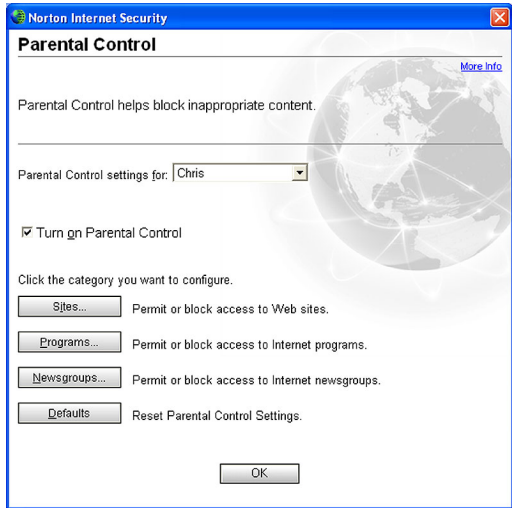 Norton Internet Security
Parental Control
More Info
Parental Control helps block inappropriate content.
Parental Control settings for: Chris
Turn on Parental Control
Click the category you want to configure.
Sites... Permit or block access to Web sites.
Programs... Permit or block access to Internet programs.
Newsgroups... Permit or block access to Internet newsgroups.
Defaults Reset Parental Control Settings.
OK